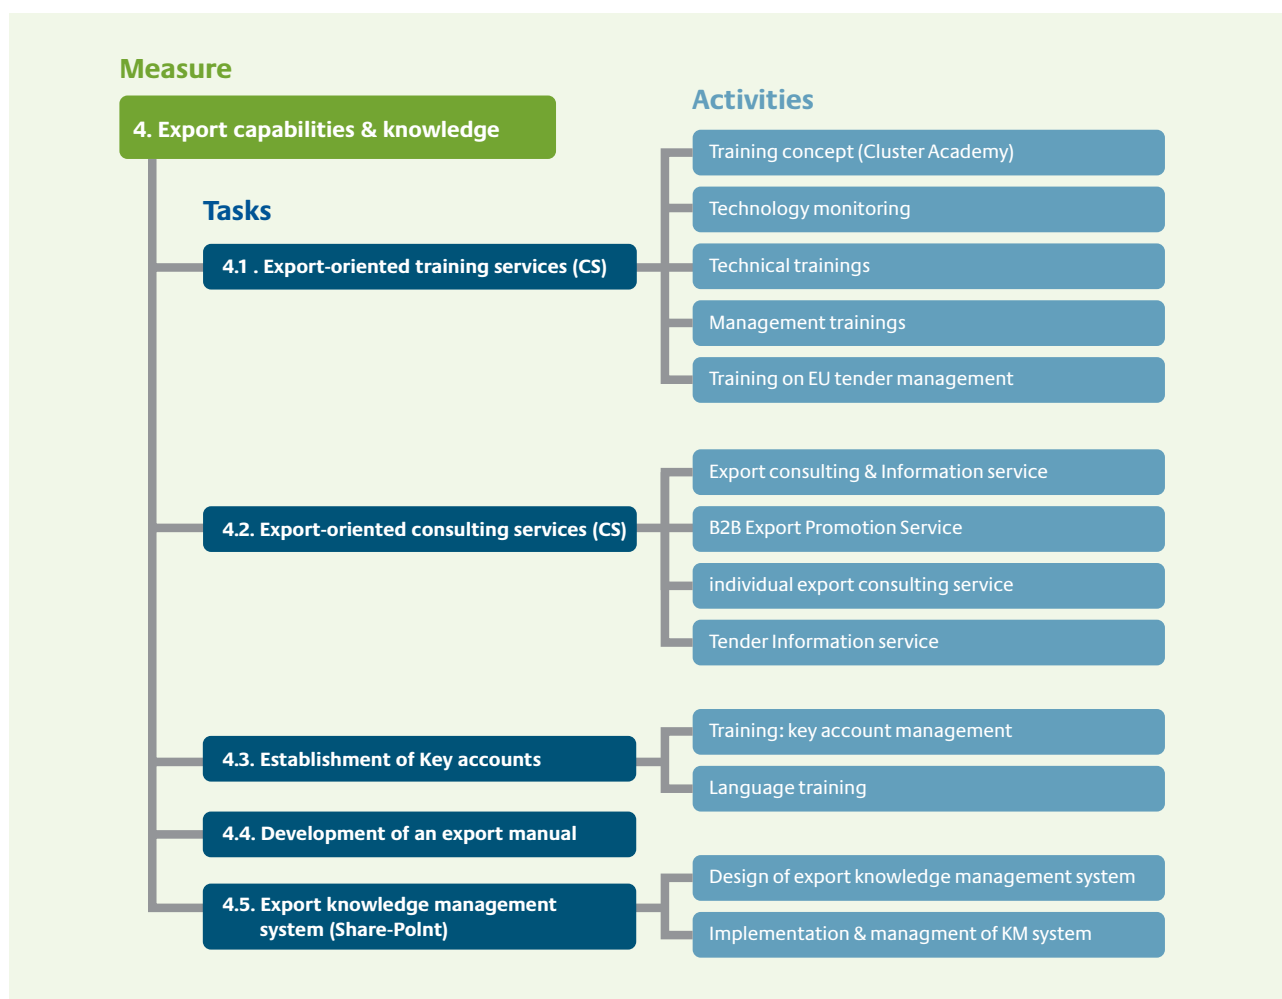 Measure
4. Export capabilities & knowledge
Tasks
Activities
4.1 . Export-oriented training services (CS)
Training concept (Cluster Academy)
Technology monitoring
Technical trainings
Management trainings
Training on EU tender management
4.2. Export-oriented consulting services (CS)
Export consulting & Information service
B2B Export Promotion Service
individual export consulting service
Tender Information service
4.3. Establishment of Key accounts
Training: key account management
Language training
4.4. Development of an export manual
4.5. Export knowledge management
system (Share-PoInt)
Design of export knowledge management system
Implementation & managment of KM system